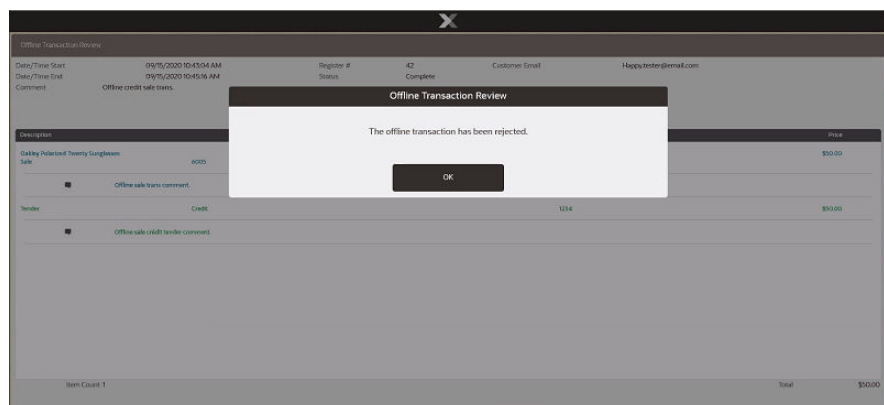 Offline Transaction Review
Date/Time Start 09/15/2020 10:43:04 AM Register # 42 Customer Email Happy.tester@email.com
Date/Time End 09/15/2020 10:45:16 AM Status Complete
Comment Offline credit sale trans.
Offline Transaction Review
The offline transaction has been rejected.
OK
Description Price
Oakley Polarized Twenty Sunglasses $50.00
Sale 6005
Offline sale trans comment.
Tender Credit 1234 $50.00
Offline sale credit tender comment.
Item Count 1 Total $50.00